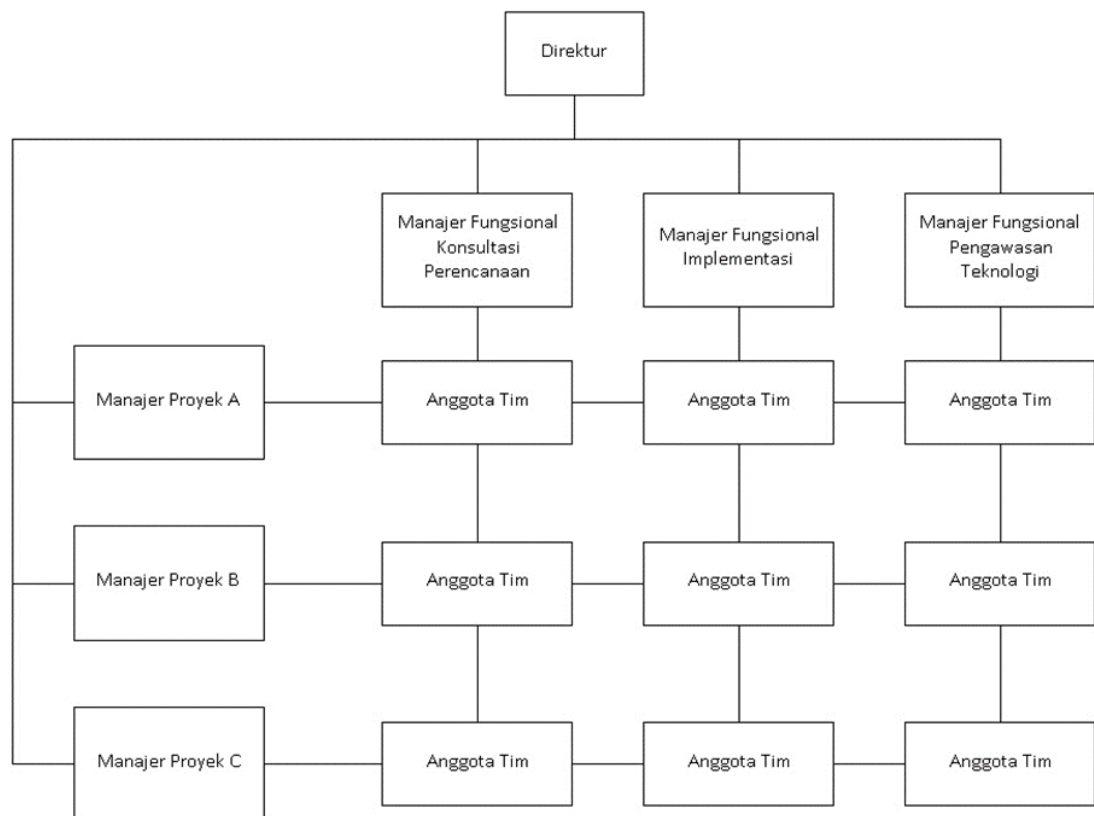 Direktur
Manajer Fungsional
Konsultasi
Perencanaan
Manajer Fungsional
Implementasi
Manajer Fungsional
Pengawasan
Teknologi
Manajer Proyek A
Anggota Tim
Anggota Tim
Anggota Tim
Manajer Proyek B
Anggota Tim
Anggota Tim
Anggota Tim
Manajer Proyek C
Anggota Tim
Anggota Tim
Anggota Tim